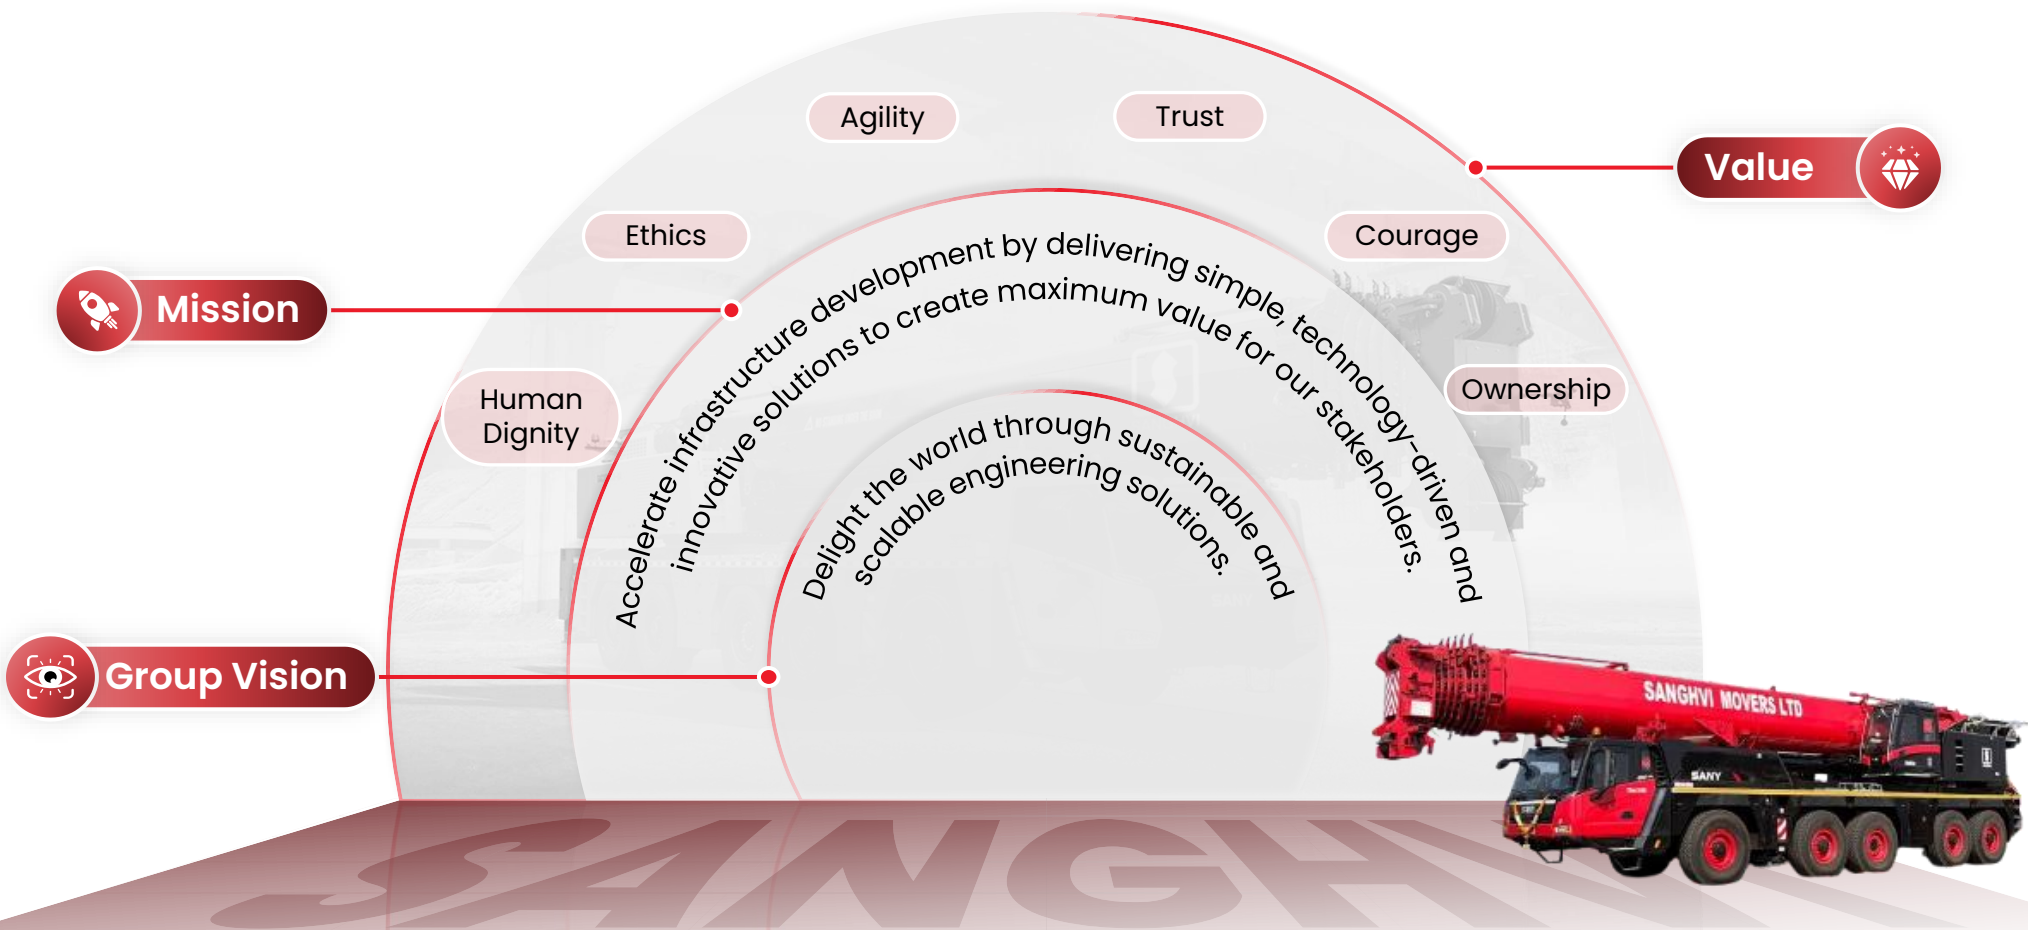 Agility
Trust
Value
Ethics
Courage
Mission
Human
Dignity
Ownership
Accelerate infrastructure development by delivering simple, technology-driven and
innovative solutions to create maximum value for our stakeholders.
Delight the world through sustainable and
scalable engineering solutions.
Group Vision
SANGHVI MOVERS LTD
SANY
SANGHVI